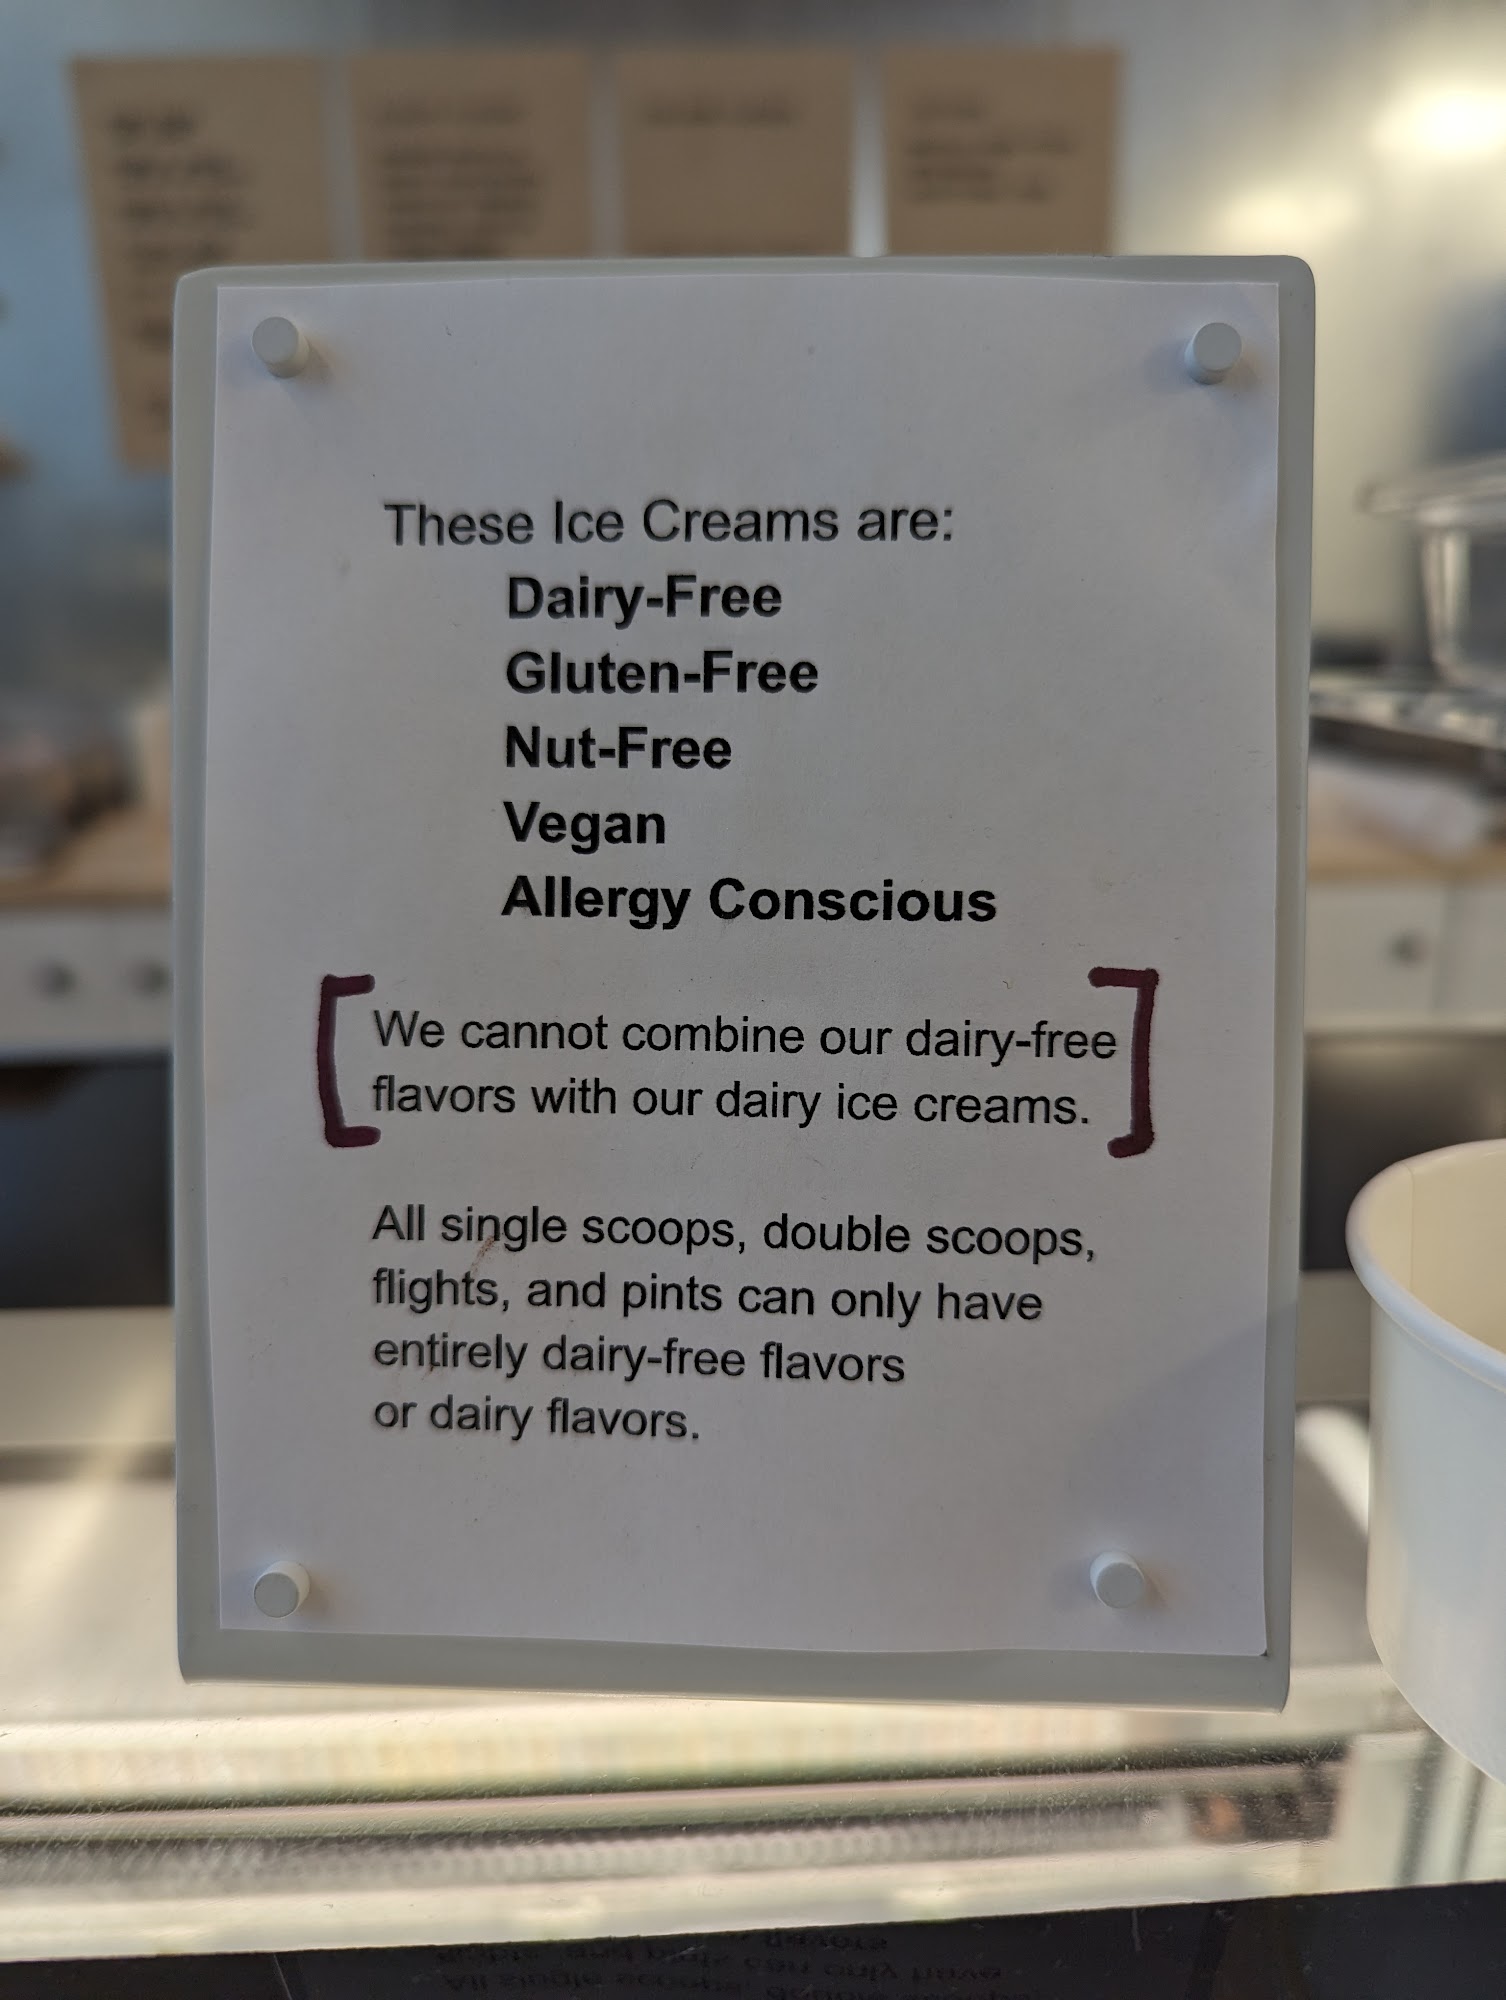 These Ice Creams are:
Dairy-Free
Gluten-Free
Nut-Free
Vegan
Allergy Conscious
We cannot combine our dairy-free
flavors with our dairy ice creams.
All single scoops, double scoops,
flights, and pints can only have
entirely dairy-free flavors
or dairy flavors.